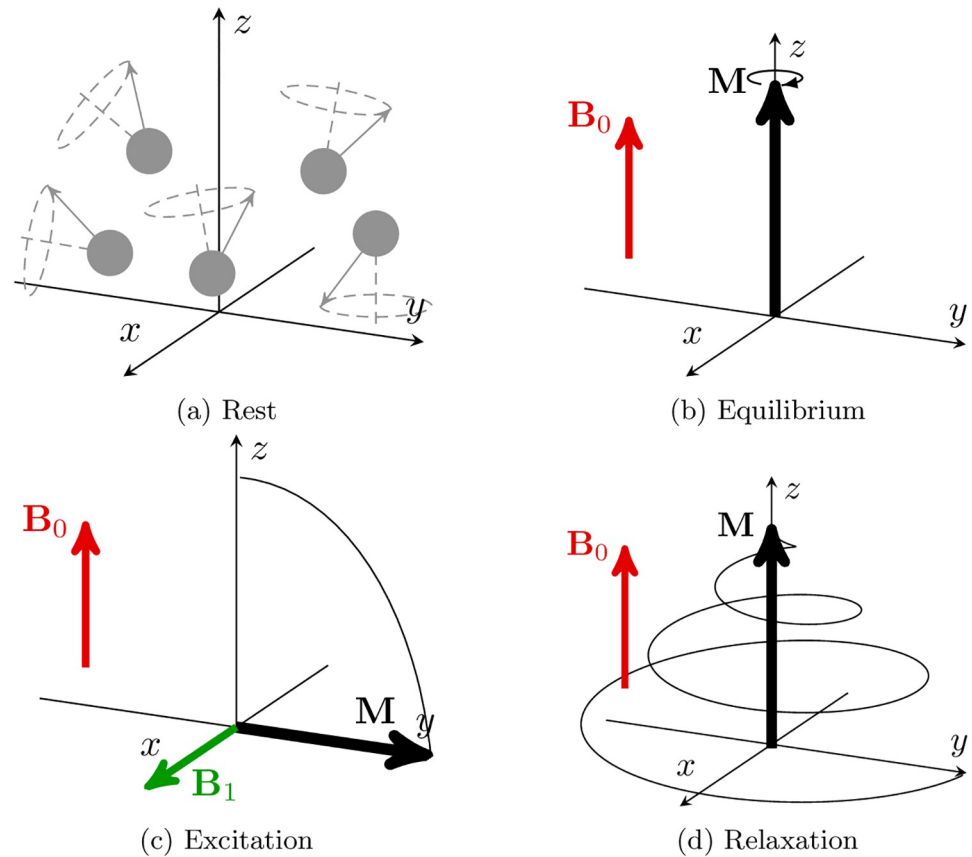 z
x
y
(a) Rest
z
M
B₀
x
y
(b) Equilibrium
z
B₀
M
y
x
B₁
(c) Excitation
z
M
B₀
y
x
(d) Relaxation